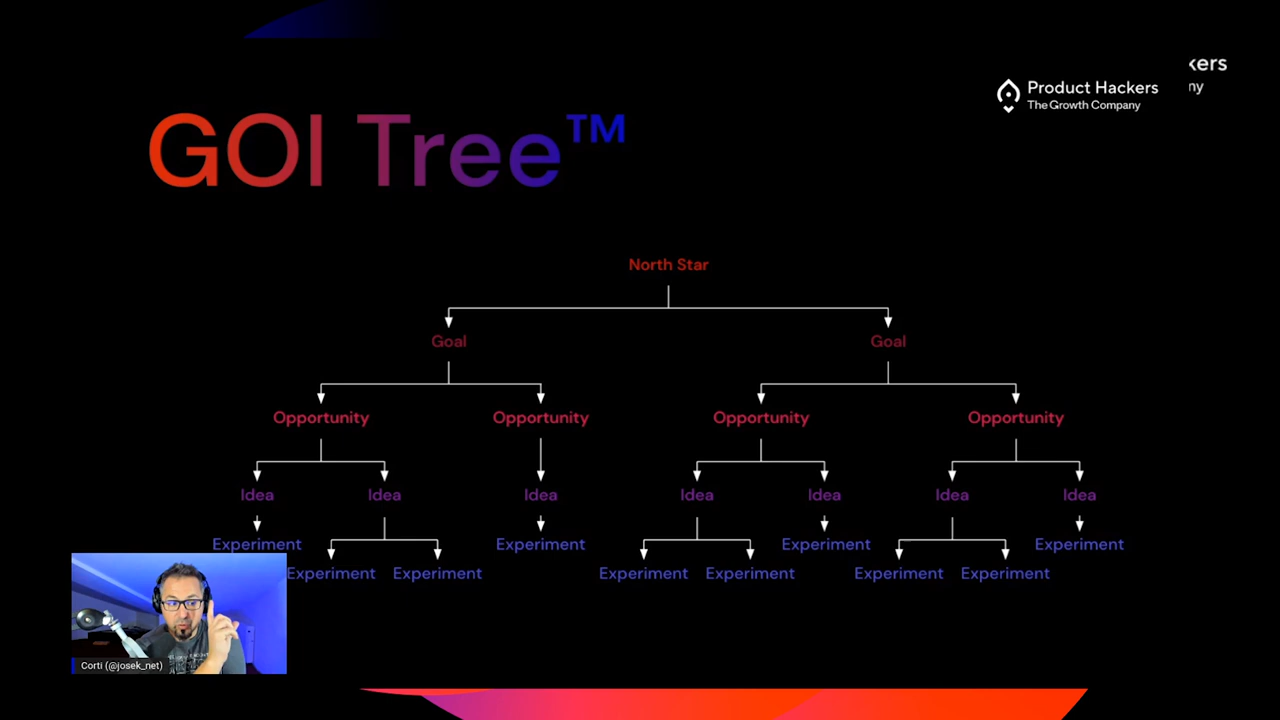 kers
ny
Product Hackers
The Growth Company
GOI Tree™
North Star
Goal Goal
Opportunity Opportunity Opportunity Opportunity
Idea Idea Idea Idea Idea Idea Idea
Experiment Experiment Experiment Experiment
Experiment Experiment Experiment Experiment Experiment Experiment
Corti (@josek_net)